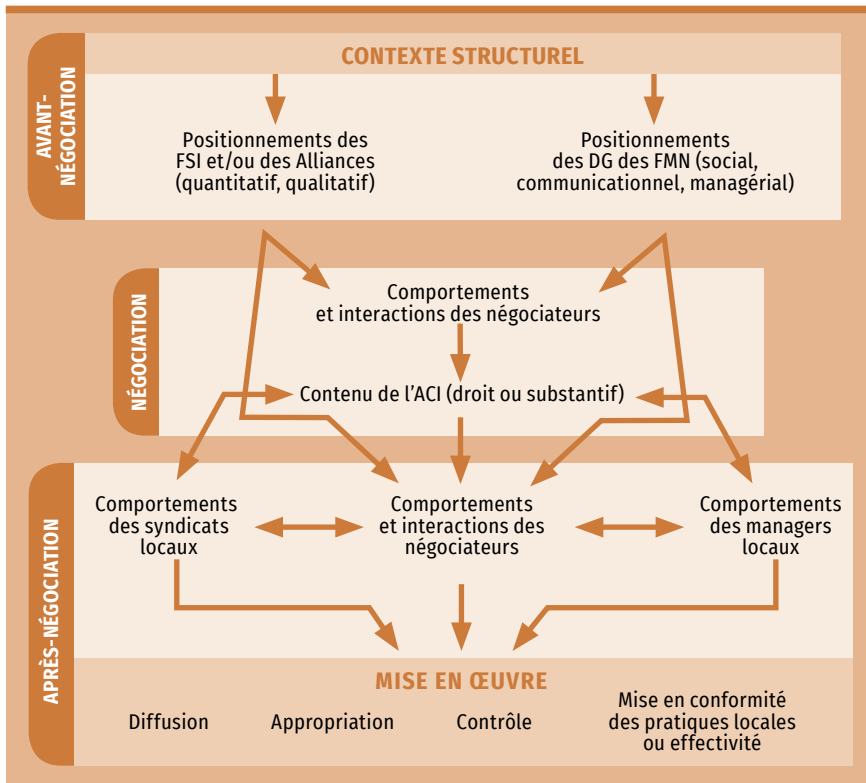 AVANT-
NÉGOCIATION
CONTEXTE STRUCTUREL
Positionnements des
FSI et/ou des Alliances
(quantitatif, qualitatif)
Positionnements
des DG des FMN (social,
communicationnel, managérial)
NÉGOCIATION
Comportements
et interactions des négociateurs
Contenu de l’ACI (droit ou substantif)
APRÈS-NÉGOCIATION
Comportements
des syndicats
locaux
Comportements
et interactions des
négociateurs
Comportements
des managers
locaux
MISE EN ŒUVRE
Diffusion
Appropriation
Contrôle
Mise en conformité
des pratiques locales
ou effectivité